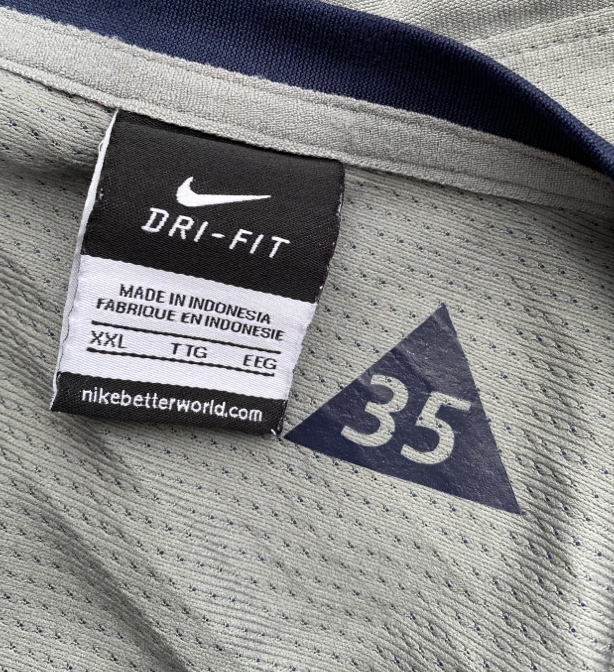 DRI-FIT
MADE IN INDONESIA
FABRIQUE EN INDONESIE
XXL TTG EEG
nikebetterworld.com
35